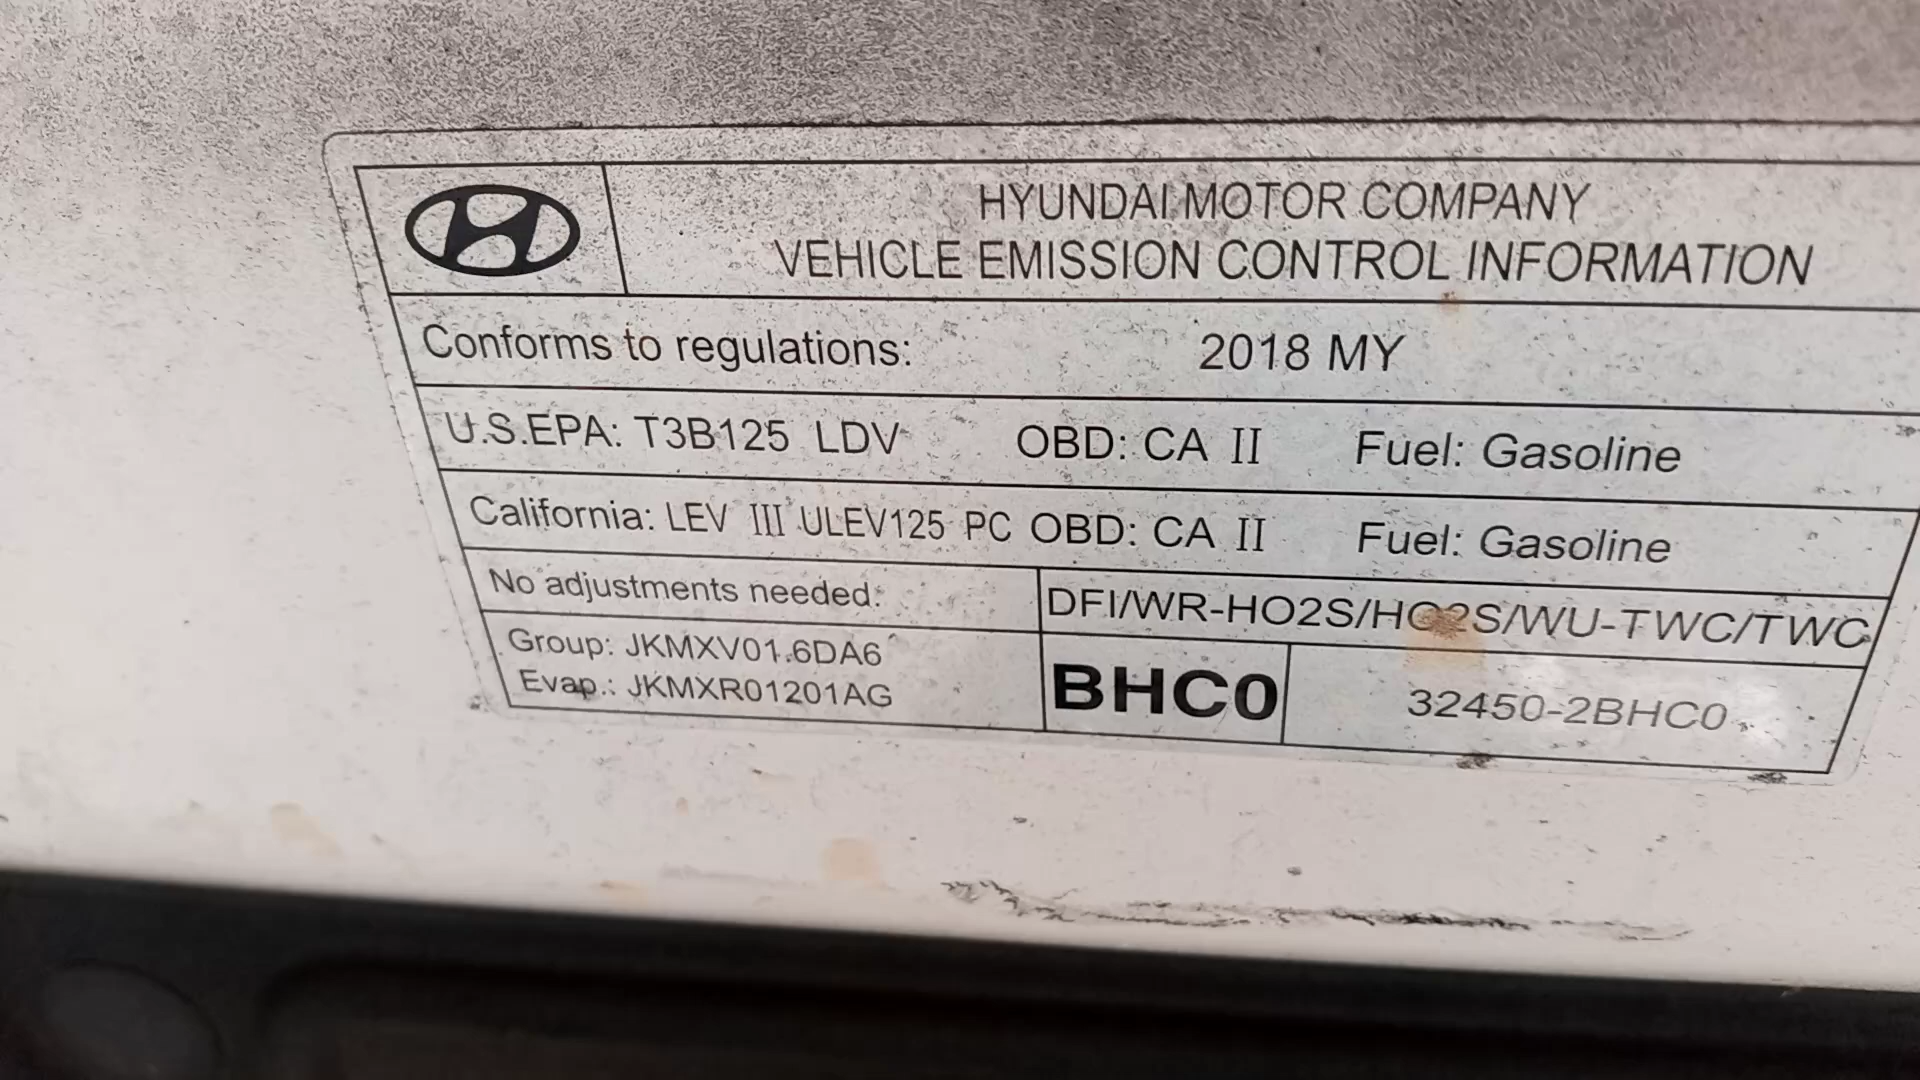 HYUNDAI MOTOR COMPANY
VEHICLE EMISSION CONTROL INFORMATION
Conforms to regulations: 2018 MY
U.S.EPA: T3B125 LDV OBD: CA II Fuel: Gasoline
California: LEV III ULEV125 PC OBD: CA II Fuel: Gasoline
No adjustments needed. DFI/WR-HO2S/HO2S/WU-TWC/TWC
Group: JKMXV01.6DA6
Evap.: JKMXR01201AG
BHC0 32450-2BHC0